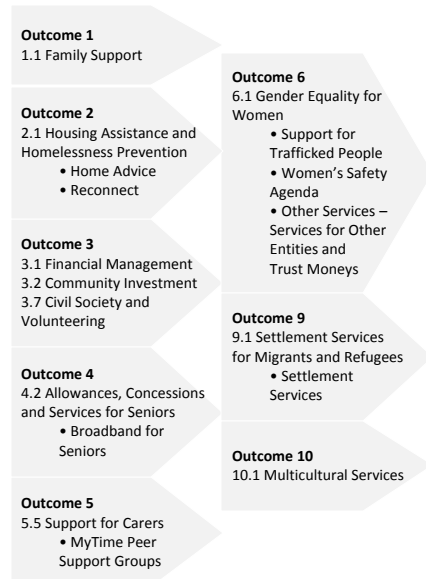 Outcome 1
1.1 Family Support
Outcome 2
2.1 Housing Assistance and
Homelessness Prevention
• Home Advice
• Reconnect
Outcome 3
3.1 Financial Management
3.2 Community Investment
3.7 Civil Society and
Volunteering
Outcome 4
4.2 Allowances, Concessions
and Services for Seniors
• Broadband for
Seniors
Outcome 5
5.5 Support for Carers
• MyTime Peer
Support Groups
Outcome 6
6.1 Gender Equality for
Women
• Support for
Trafficked People
• Women’s Safety
Agenda
• Other Services –
Services for Other
Entities and
Trust Moneys
Outcome 9
9.1 Settlement Services
for Migrants and Refugees
• Settlement
Services
Outcome 10
10.1 Multicultural Services